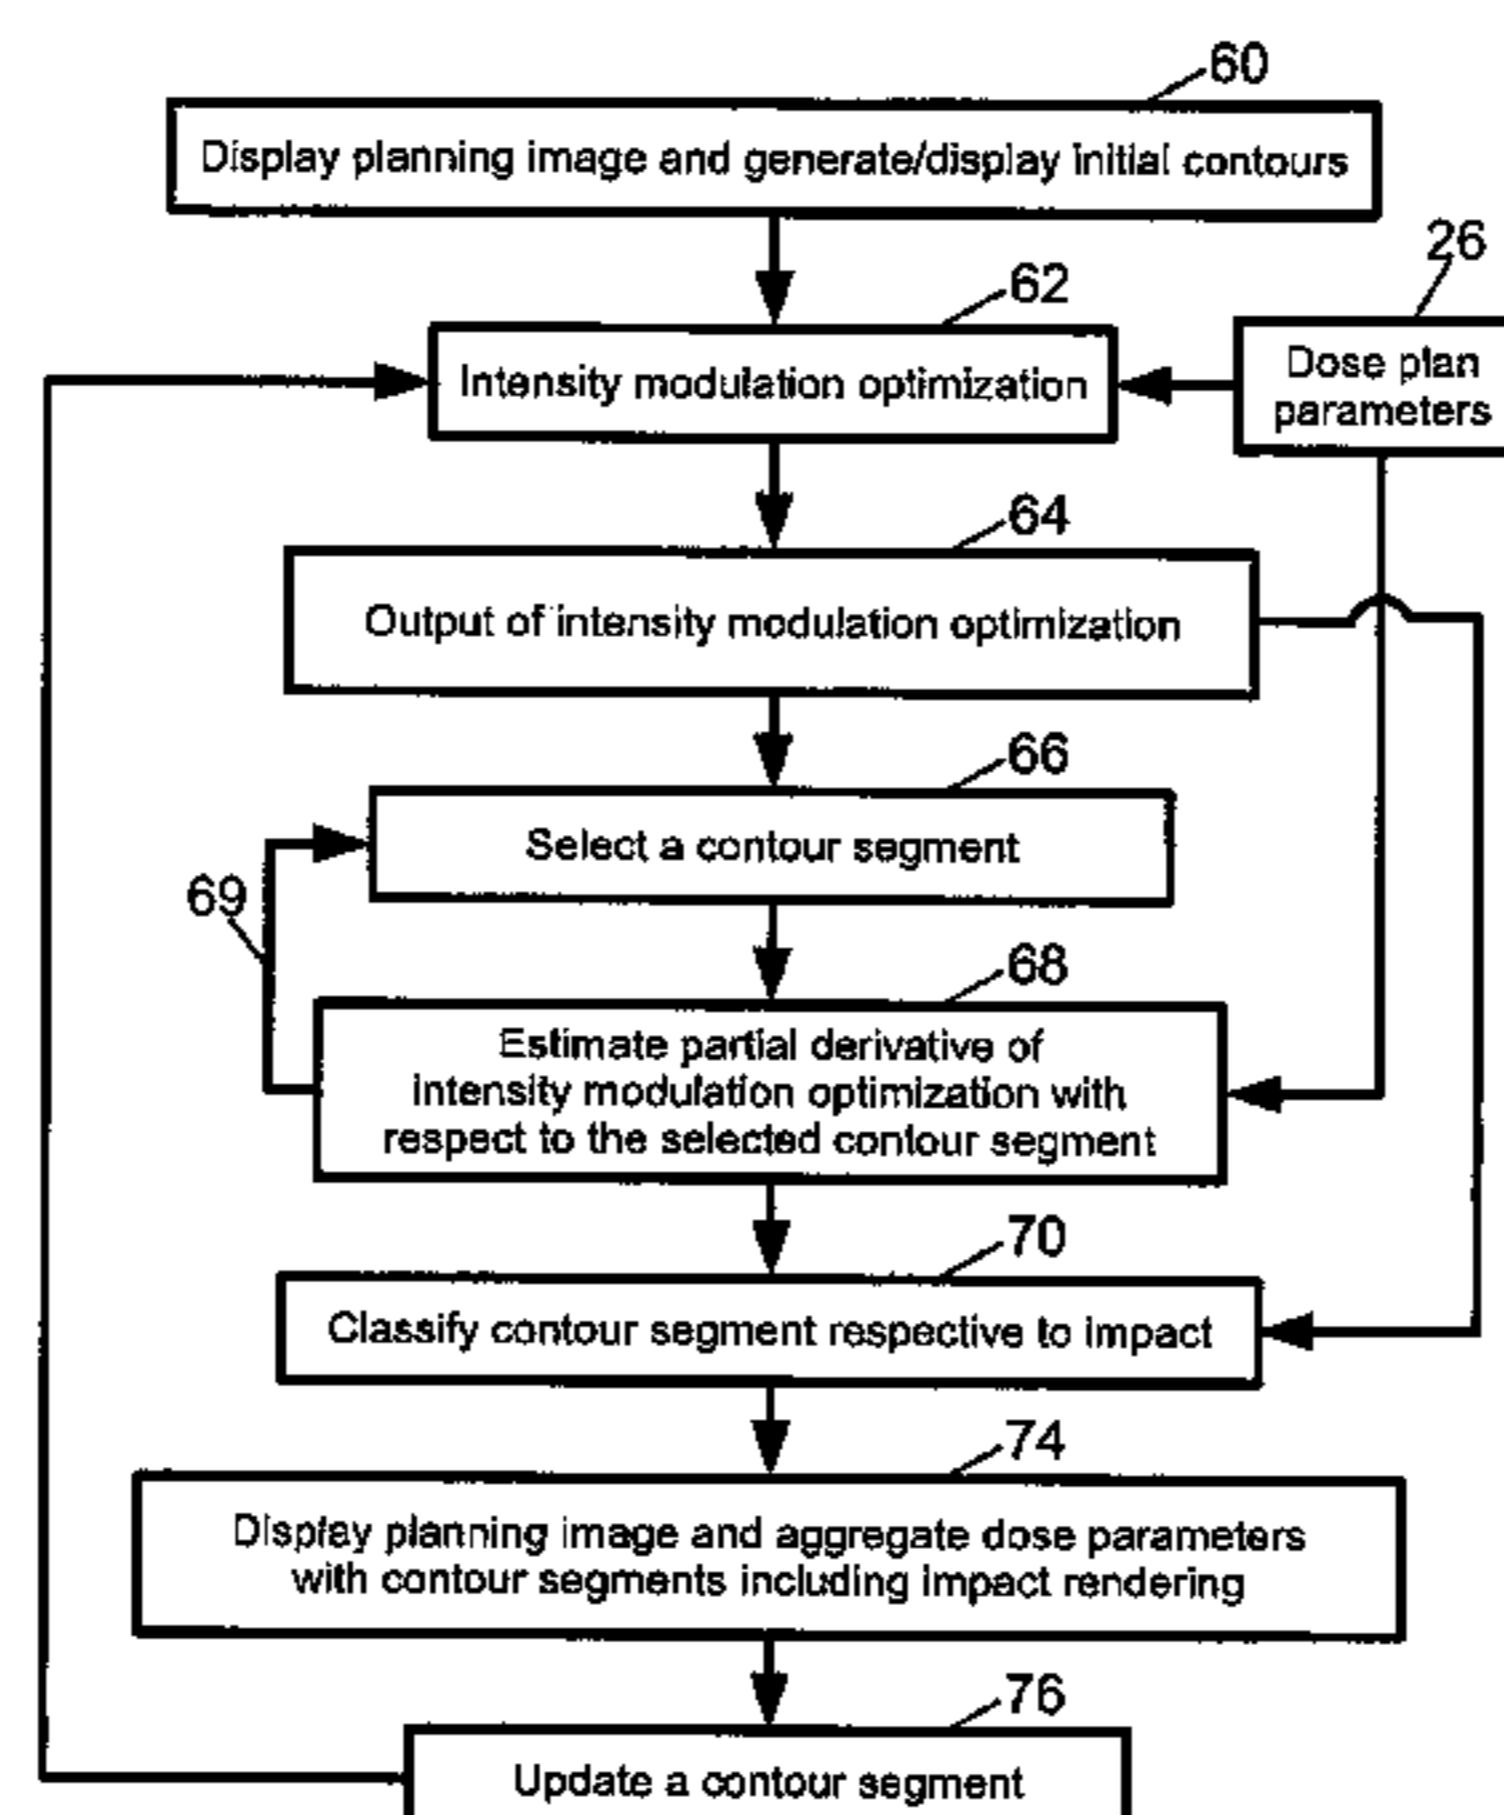 60
Display planning image and generate/display initial contours
26
62
Dose plan
parameters
Intensity modulation optimization
64
Output of intensity modulation optimization
66
Select a contour segment
69
68
Estimate partial derivative of
intensity modulation optimization with
respect to the selected contour segment
70
Classify contour segment respective to impact
74
Display planning image and aggregate dose parameters
with contour segments including impact rendering
76
Update a contour segment